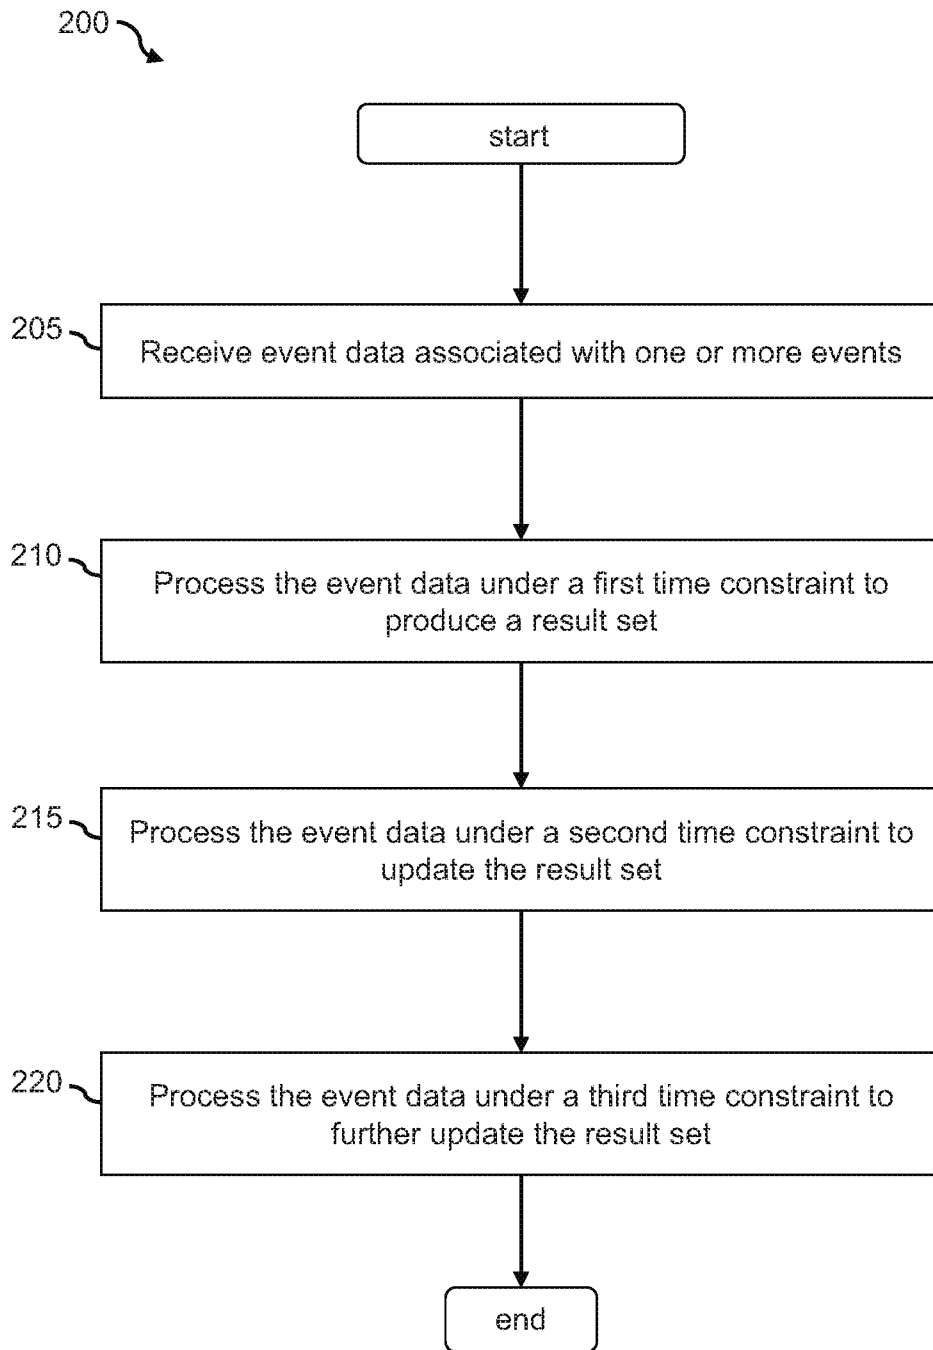 200
start
205
Receive event data associated with one or more events
210
Process the event data under a first time constraint to
produce a result set
215
Process the event data under a second time constraint to
update the result set
220
Process the event data under a third time constraint to
further update the result set
end